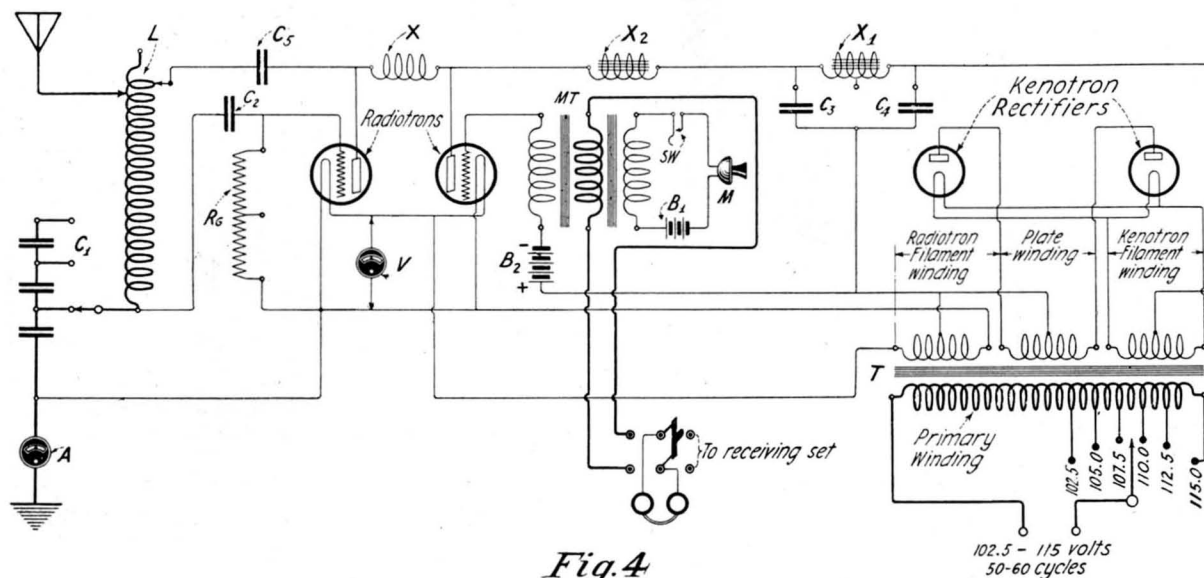 L
C5
X
X2
X1
C2
Radiotrons
MT
SW
M
B1
C3
C4
Kenotron
Rectifiers
C1
RG
V
B2
-
+
Radiotron
Filament
winding
Plate
winding
Kenotron
Filament
winding
T
Primary
Winding
102.5
105.0
107.5
110.0
112.5
115.0
A
To receiving set
102.5 - 115 volts
50-60 cycles
Fig.4